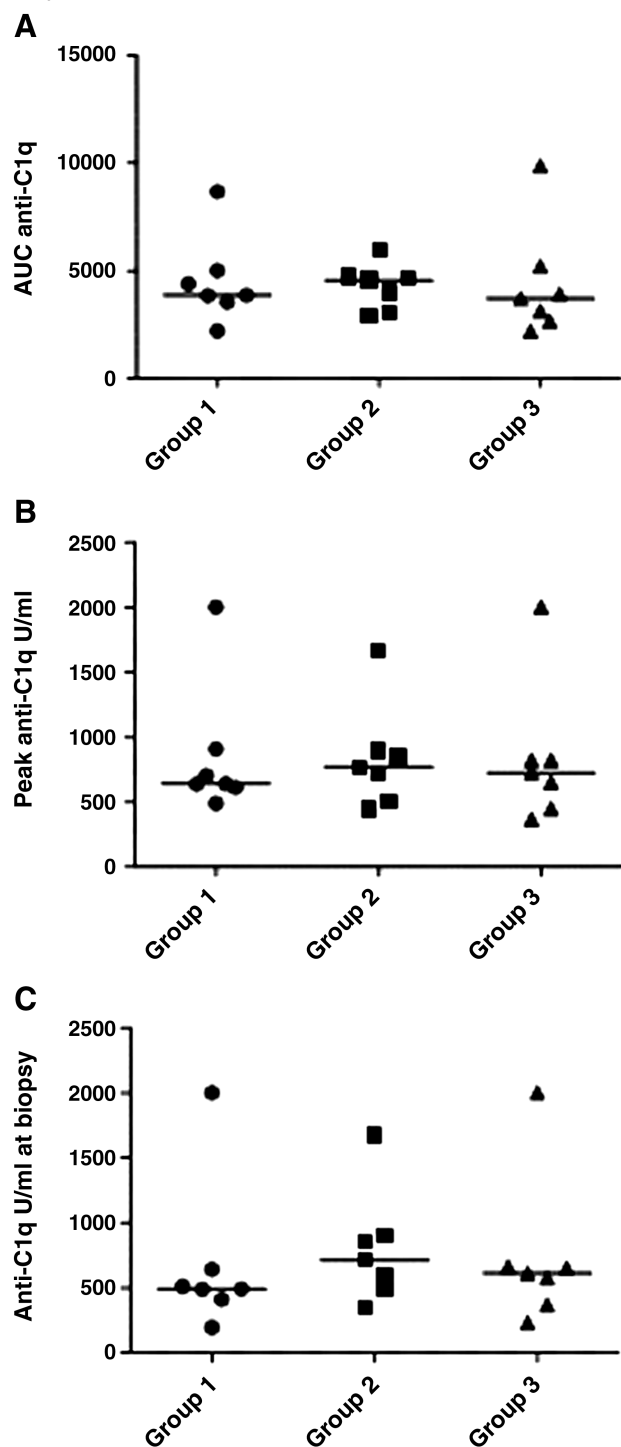 A
15000
10000
5000
0
AUC anti-C1q
Group 1
Group 2
Group 3
B
2500
2000
1500
1000
500
0
Peak anti-C1q U/ml
Group 1
Group 2
Group 3
C
2500
2000
1500
1000
500
0
Anti-C1q U/ml at biopsy
Group 1
Group 2
Group 3